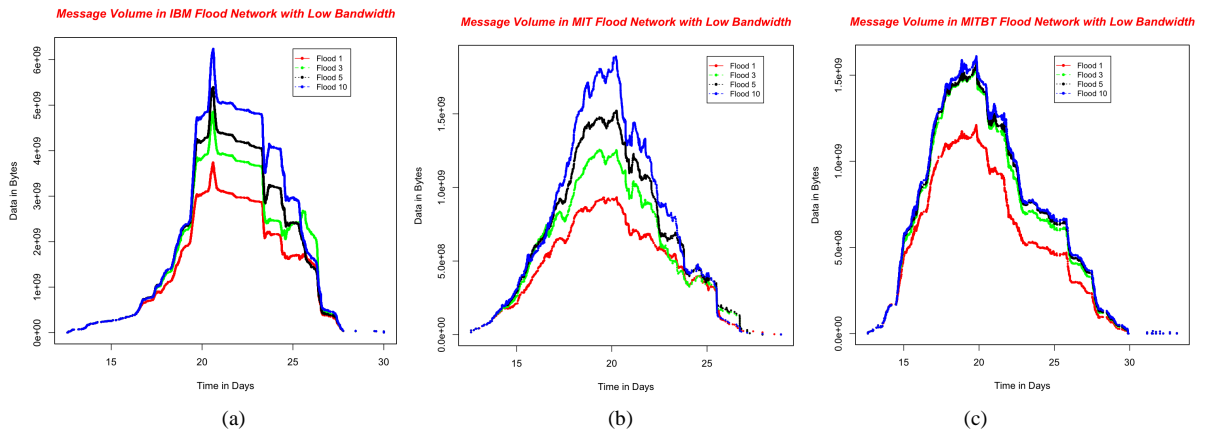 Message Volume in IBM Flood Network with Low Bandwidth
Data in Bytes
0e+00
1e+09
2e+09
3e+09
4e+09
5e+09
6e+09
Flood 1
Flood 3
Flood 5
Flood 10
15
20
25
30
Time in Days
(a)
Message Volume in MIT Flood Network with Low Bandwidth
Data in Bytes
0.0e+00
5.0e+08
1.0e+09
1.5e+09
Flood 1
Flood 3
Flood 5
Flood 10
15
20
25
Time in Days
(b)
Message Volume in MITBT Flood Network with Low Bandwidth
Data in Bytes
0.0e+00
5.0e+08
1.0e+09
1.5e+09
Flood 1
Flood 3
Flood 5
Flood 10
15
20
25
30
Time in Days
(c)